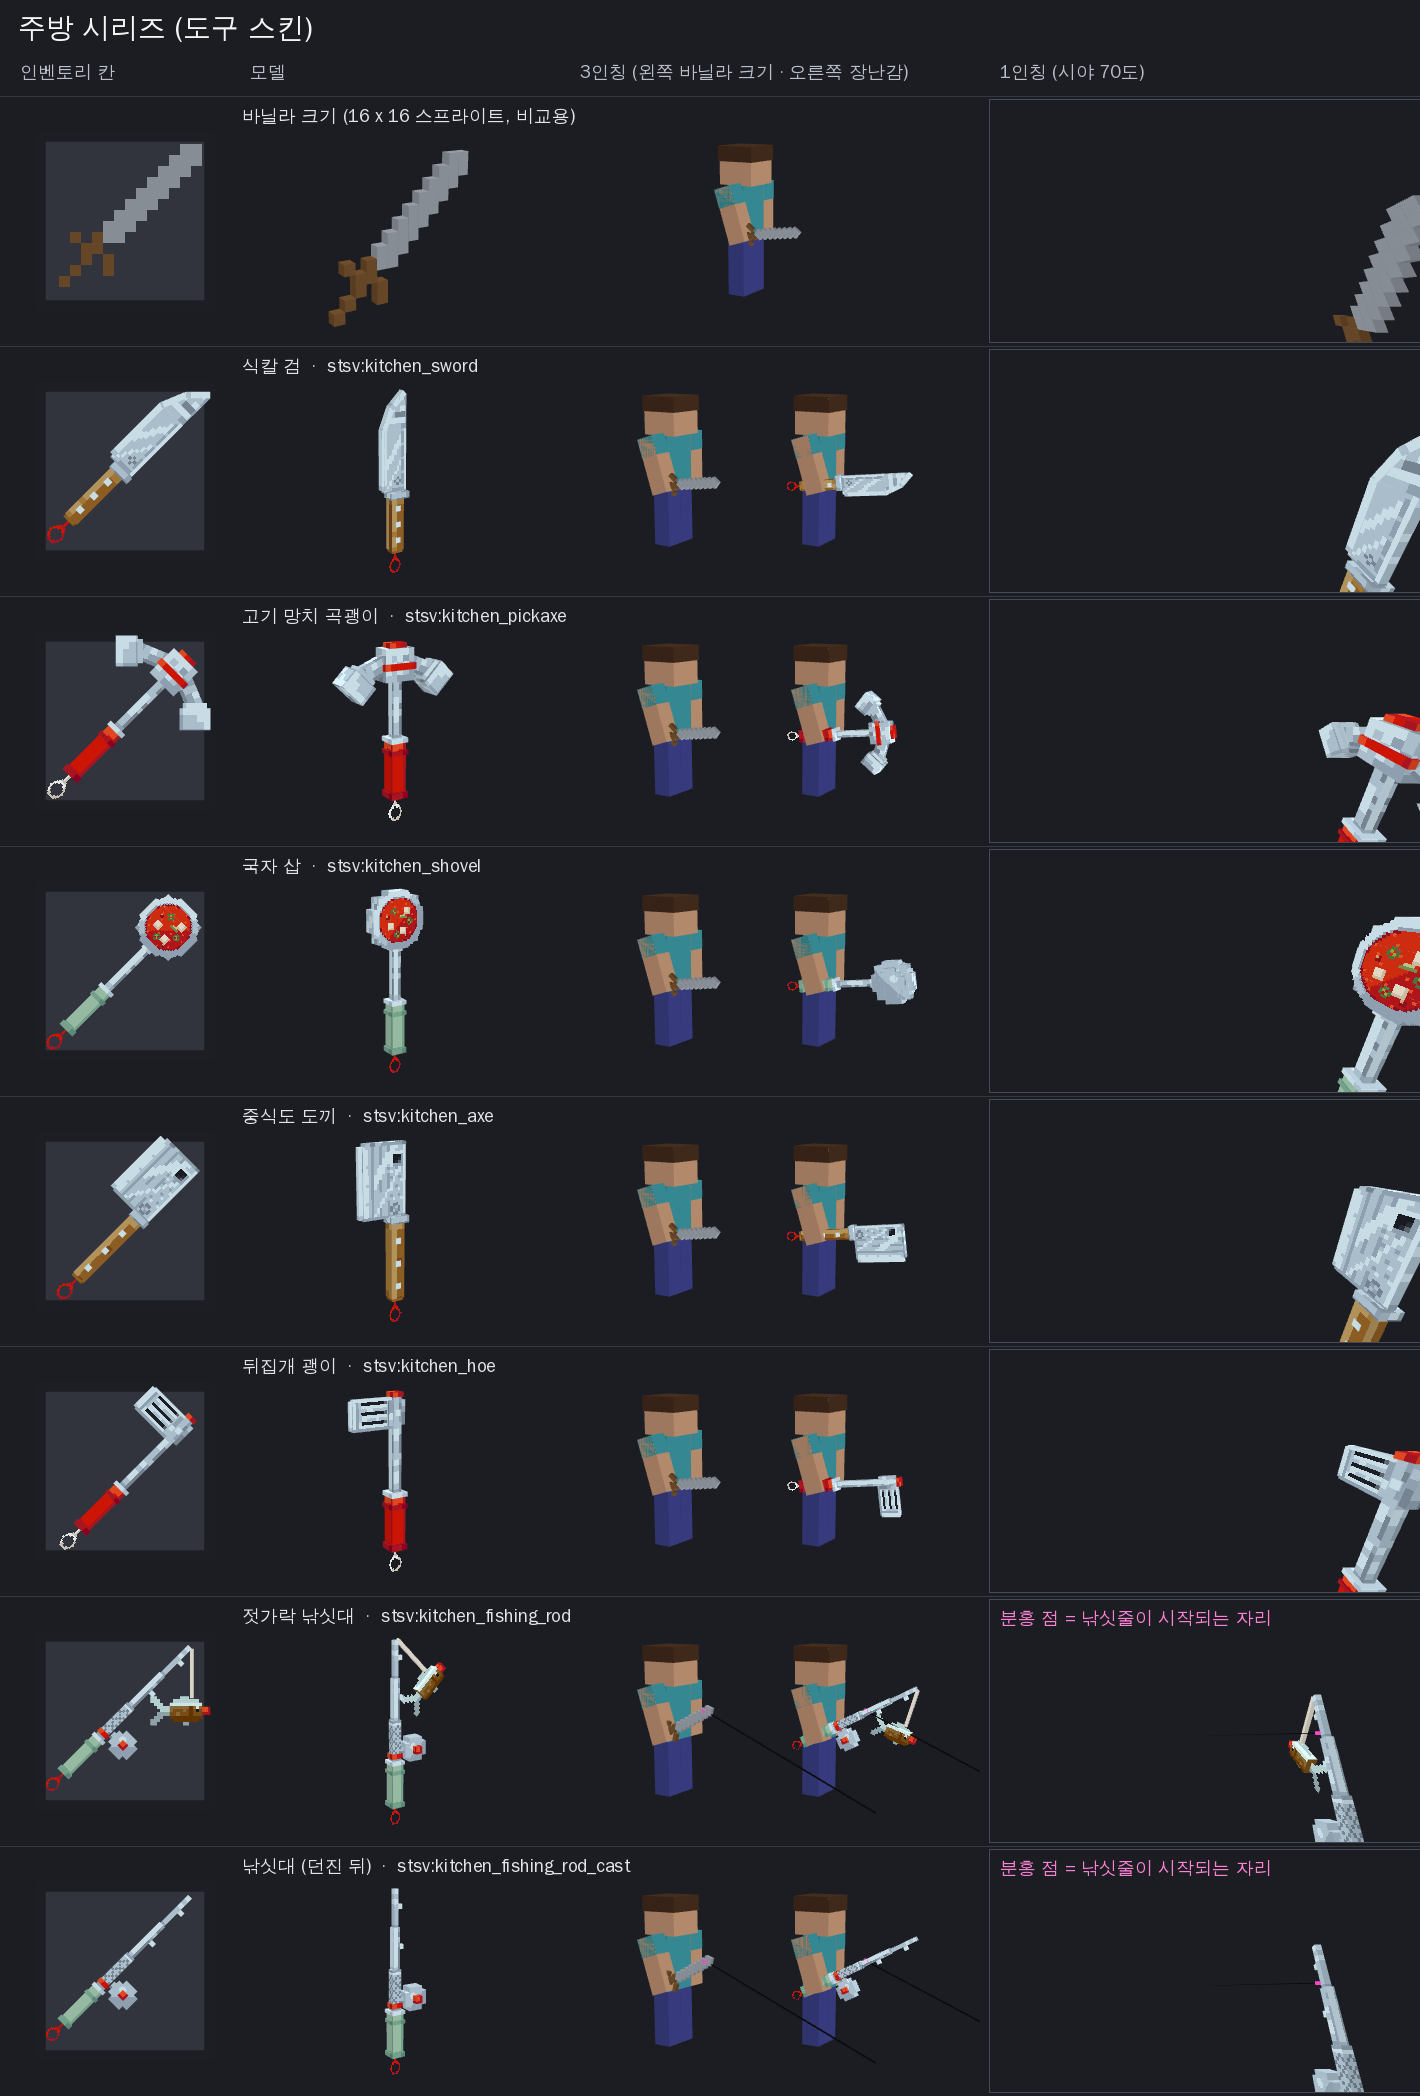 주방 시리즈 (도구 스킨)
인벤토리 칸
모델
3인칭 (왼쪽 바닐라 크기 · 오른쪽 장난감)
1인칭 (시야 70도)
바닐라 크기 (16 x 16 스프라이트, 비교용)
식칼 검 · stsv:kitchen_sword
고기 망치 곡괭이 · stsv:kitchen_pickaxe
국자 삽 · stsv:kitchen_shovel
중식도 도끼 · stsv:kitchen_axe
뒤집개 괭이 · stsv:kitchen_hoe
젓가락 낚싯대 · stsv:kitchen_fishing_rod
분홍 점 = 낚싯줄이 시작되는 자리
낚싯대 (던진 뒤) · stsv:kitchen_fishing_rod_cast
분홍 점 = 낚싯줄이 시작되는 자리